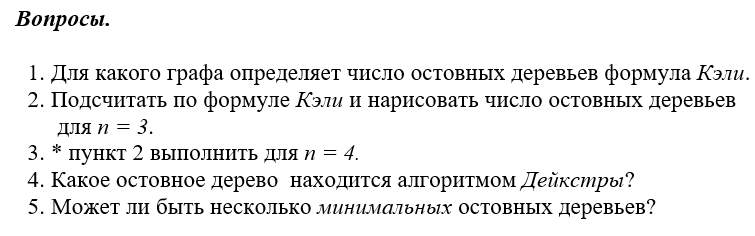 Вопросы.
1. Для какого графа определяет число остовных деревьев формула Кэли.
2. Подсчитать по формуле Кэли и нарисовать число остовных деревьев
для n = 3.
3. * пункт 2 выполнить для n = 4.
4. Какое остовное дерево находится алгоритмом Дейкстры?
5. Может ли быть несколько минимальных остовных деревьев?